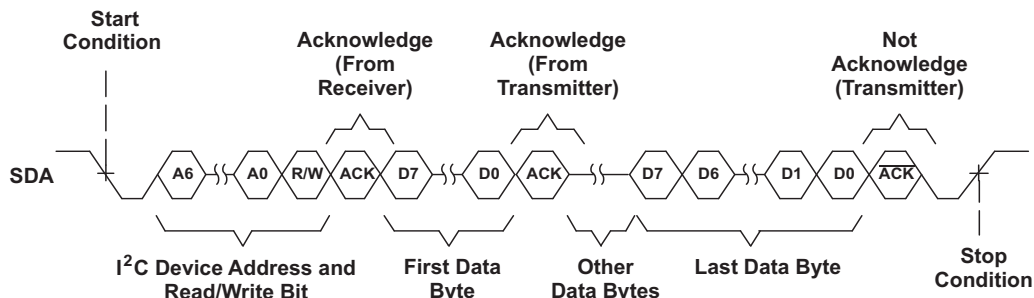 Start
Condition
Acknowledge
(From
Receiver)
Acknowledge
(From
Transmitter)
Not
Acknowledge
(Transmitter)
SDA
A6 A0 R/W ACK D7 D0 ACK D7 D6 D1 D0 ACK
I²C Device Address and
Read/Write Bit
First Data
Byte
Other
Data Bytes
Last Data Byte
Stop
Condition